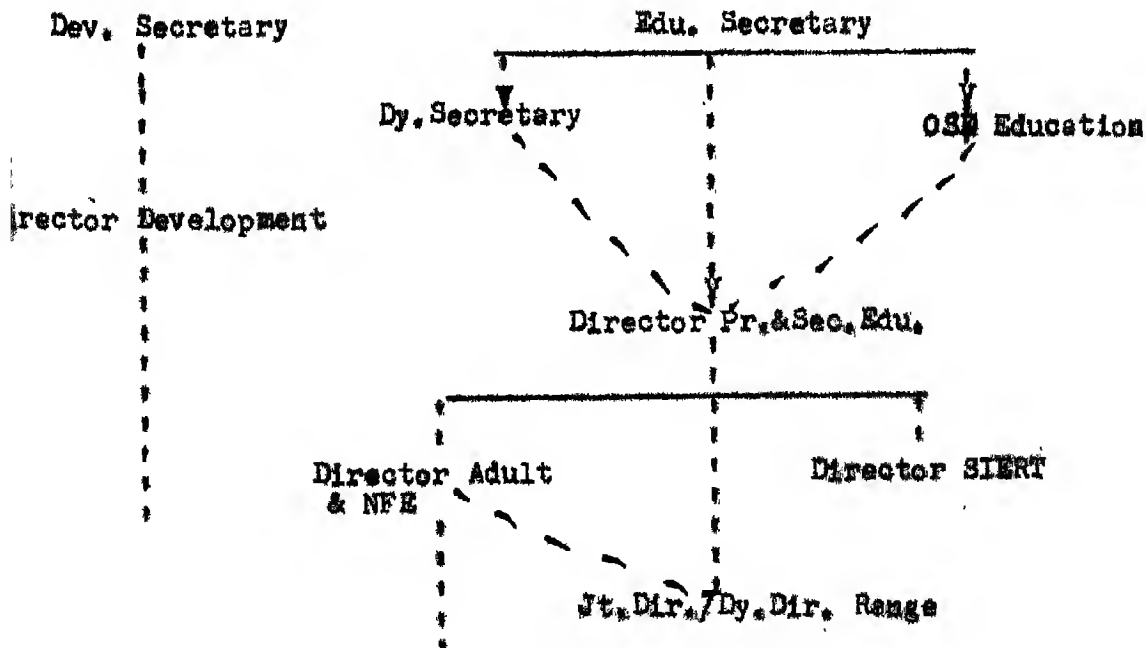 Dev. Secretary
Edu. Secretary
Dy.Secretary
OSD Education
irector Development
Director Pr.&Sec.Edu.
Director Adult
& NFE
Director SIERT
Jt.Dir./Dy.Dir. Range